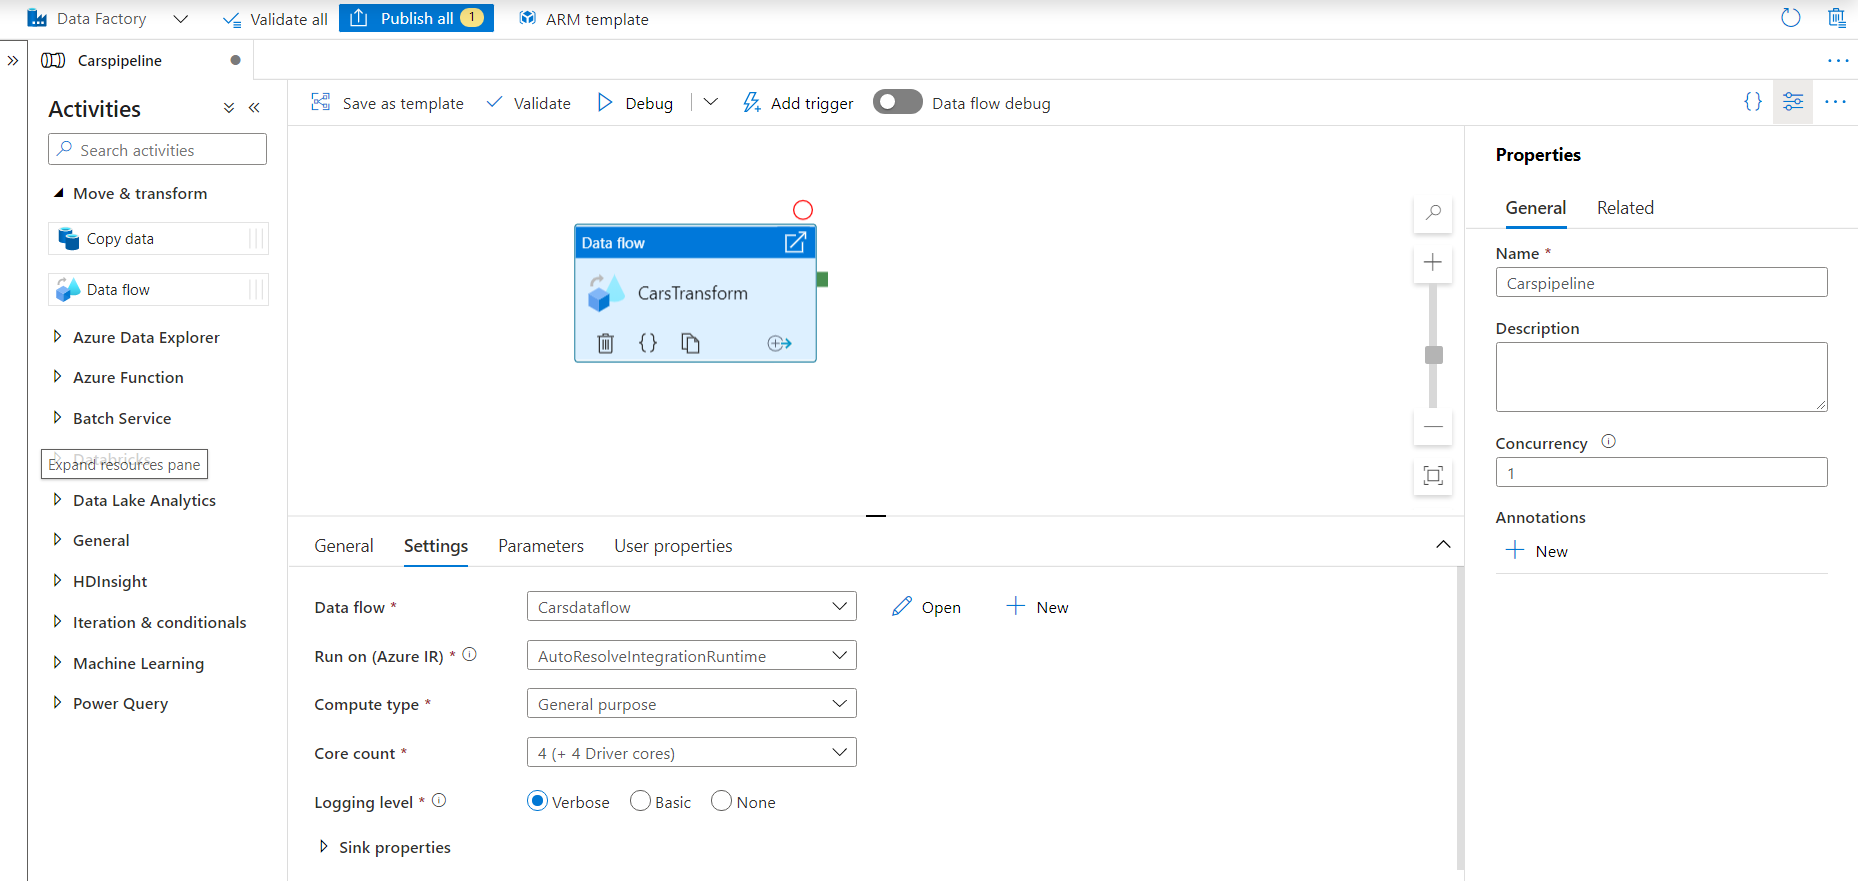 Data Factory Validate all Publish all 1 ARM template
Carspipeline
Activities
Save as template Validate Debug Add trigger Data flow debug
Search activities
Move & transform
Copy data
Data flow
Azure Data Explorer
Azure Function
Batch Service
Databricks
Expand resources pane
Data Lake Analytics
General
HDInsight
Iteration & conditionals
Machine Learning
Power Query
Data flow
CarsTransform
{}
General Settings Parameters User properties
Data flow * Carsdataflow Open New
Run on (Azure IR) * AutoResolveIntegrationRuntime
Compute type * General purpose
Core count * 4 (+ 4 Driver cores)
Logging level * Verbose Basic None
Sink properties
{}
Properties
General Related
Name *
Carspipeline
Description
Concurrency
1
Annotations
New